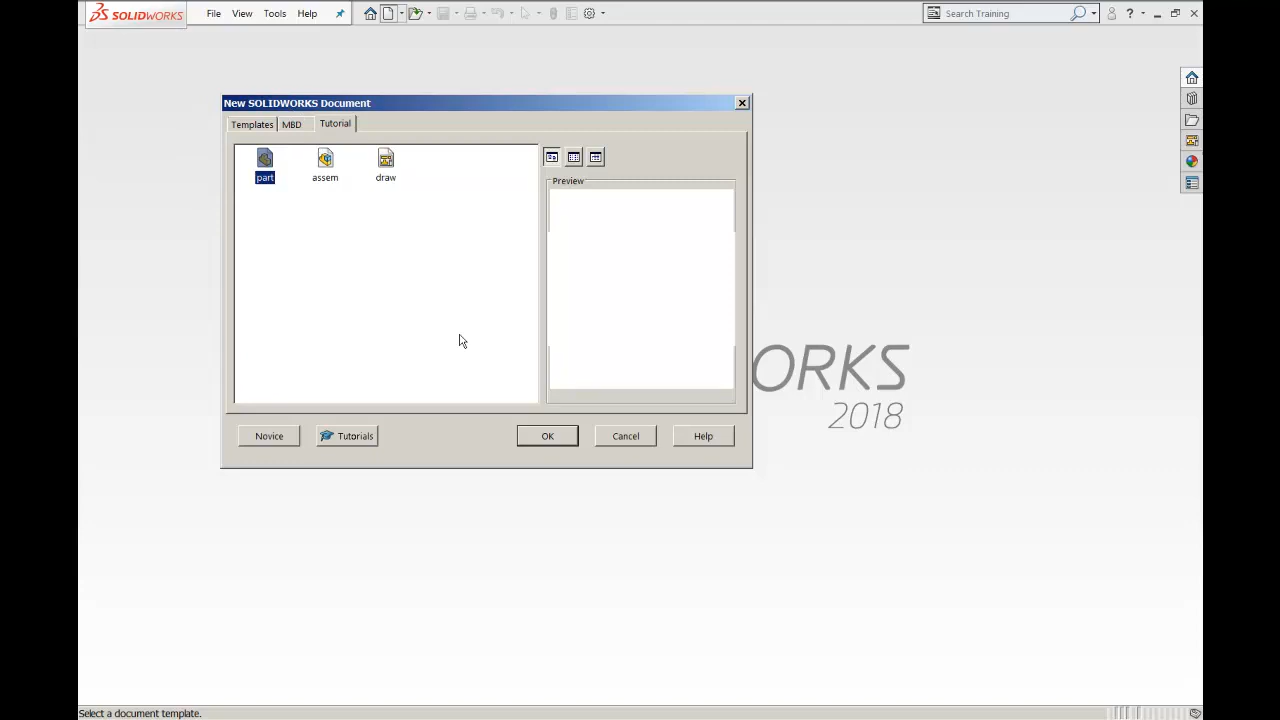 SOLIDWORKS File View Tools Help Search Training ?
New SOLIDWORKS Document
Templates MBD Tutorial
part assem draw
Preview
ORKS
2018
Novice Tutorials OK Cancel Help
Select a document template.